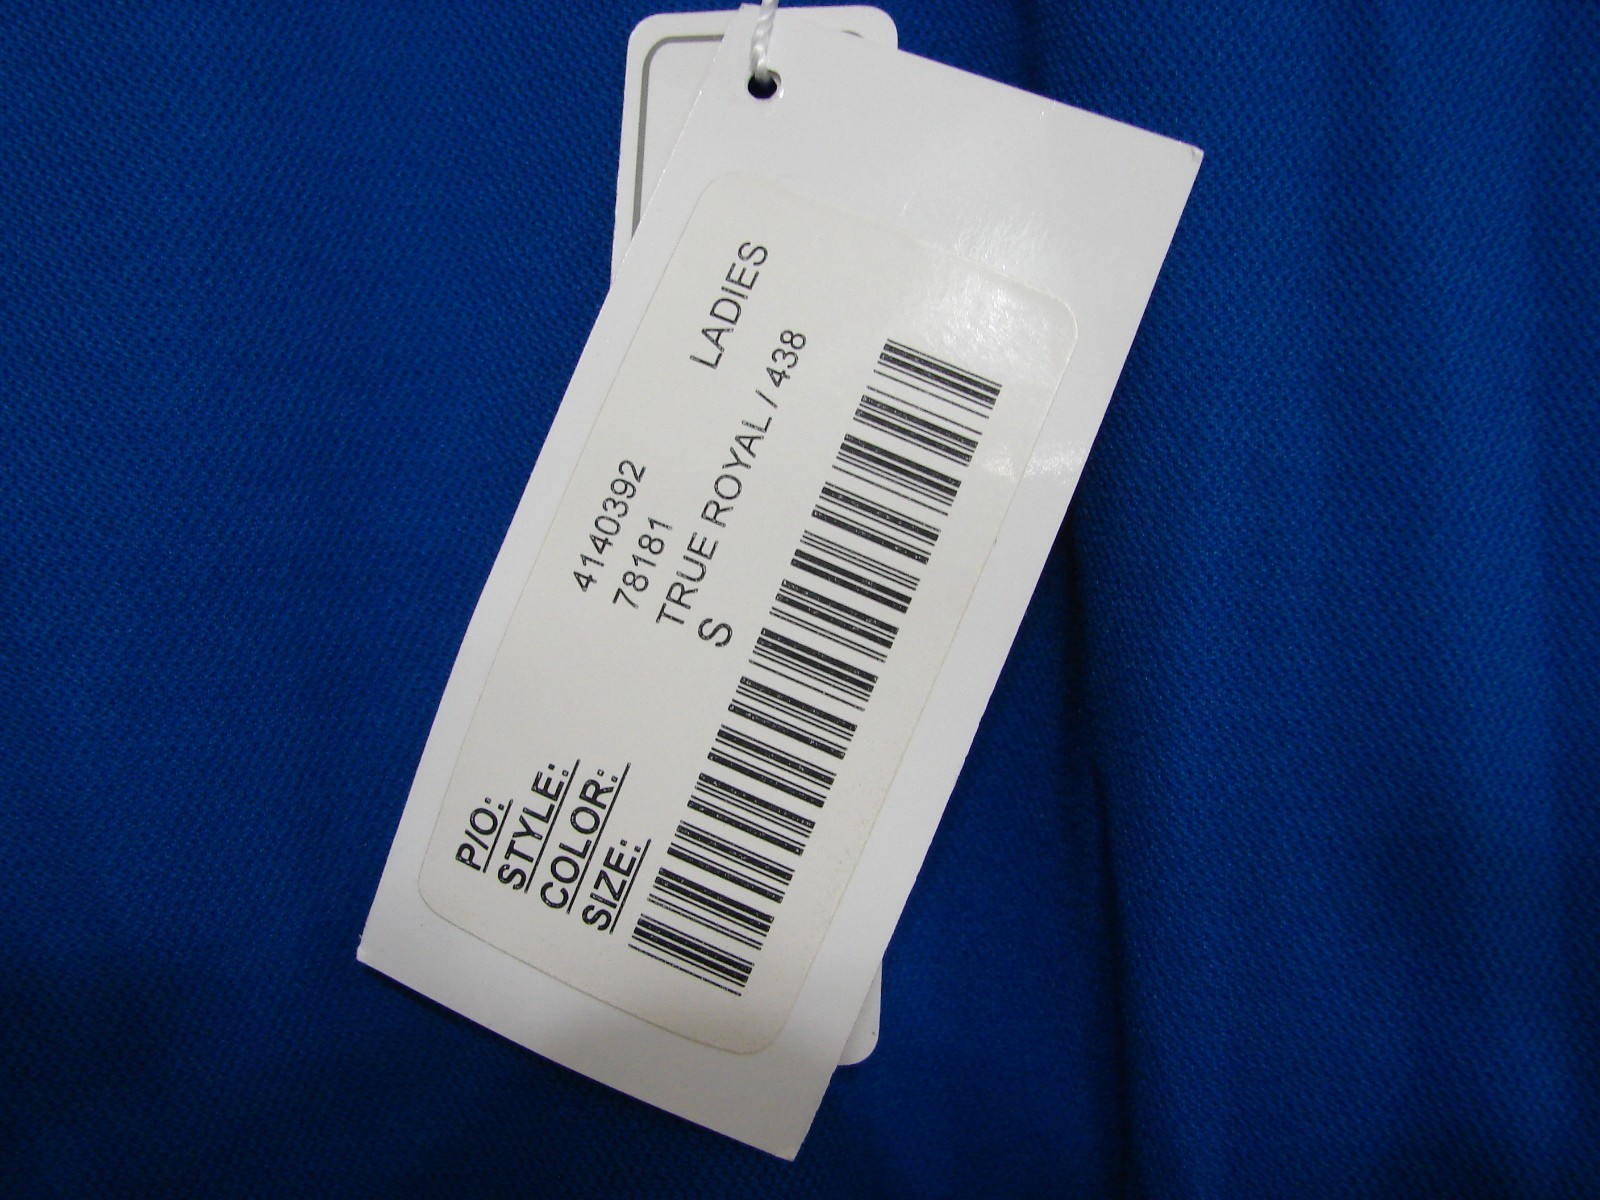 P/O: 4140392
STYLE: 78181 LADIES
COLOR: TRUE ROYAL / 438
SIZE: S